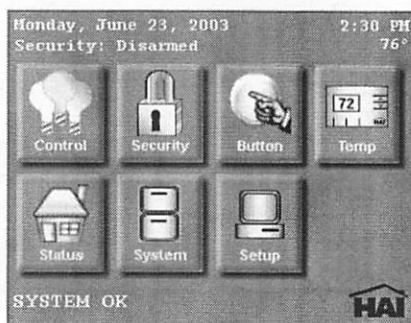 Monday, June 23, 2003 2:30 PM
Security: Disarmed 76°
72
HAI
Control Security Button Temp
Status System Setup
SYSTEM OK HAI